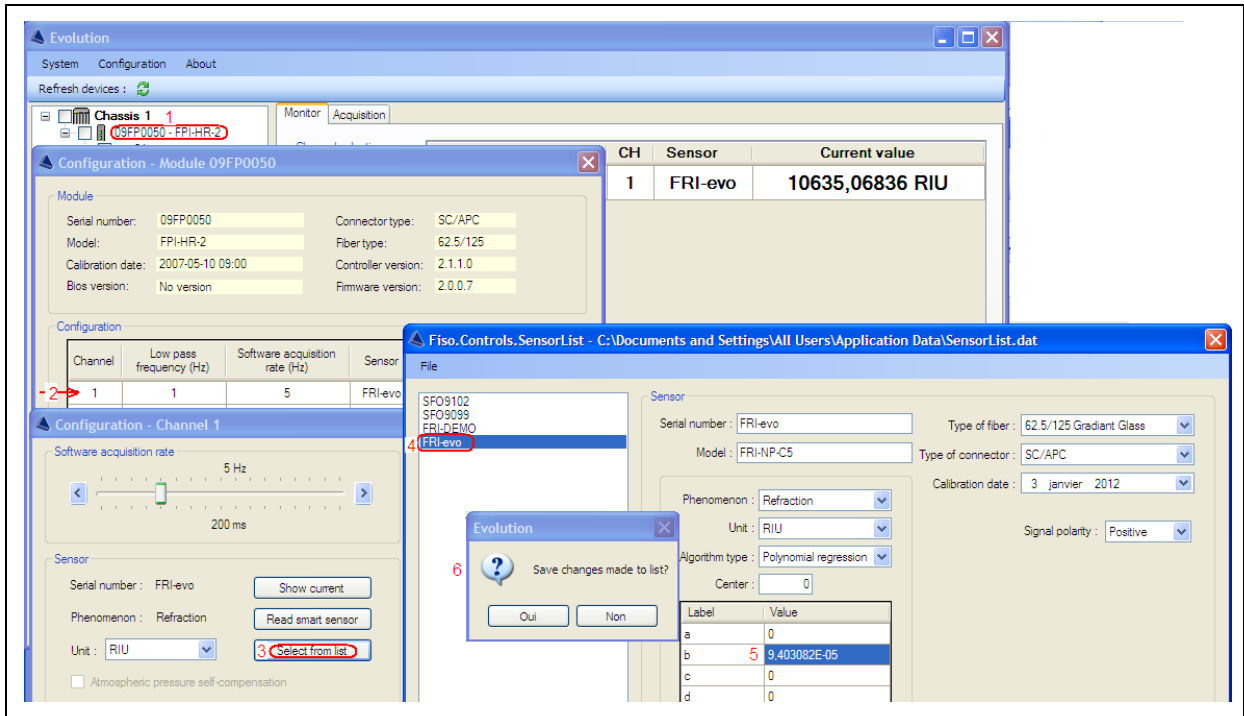 Evolution
System Configuration About
Refresh devices :
Chassis 1 1
09FP0050 - FPI-HR-2
Monitor Acquisition
CH Sensor Current value
1 FRI-evo 10635,06836 RIU
Configuration - Module 09FP0050
Module
Serial number: 09FP0050 Connector type: SC/APC
Model: FPI-HR-2 Fiber type: 62.5/125
Calibration date: 2007-05-10 09:00 Controller version: 2.1.1.0
Bios version: No version Firmware version: 2.0.0.7
Configuration
Channel Low pass frequency (Hz) Software acquisition rate (Hz) Sensor
2 1 1 5 FRI-evo
Configuration - Channel 1
Software acquisition rate
5 Hz
200 ms
Sensor
Serial number : FRI-evo Show current
Phenomenon : Refraction Read smart sensor
Unit : RIU 3 Select from list
Atmospheric pressure self-compensation
Fiso.Controls.SensorList - C:\Documents and Settings\All Users\Application Data\SensorList.dat
File
SFO9102
SFO9099
FRI-DEMO
4 FRI-evo
Sensor
Serial number : FRI-evo Type of fiber : 62.5/125 Gradiant Glass
Model : FRI-NP-C5 Type of connector : SC/APC
Calibration date : 3 janvier 2012
Phenomenon : Refraction
Unit : RIU Signal polarity : Positive
Algorithm type : Polynomial regression
Center : 0
Label Value
a 0
b 5 9,403082E-05
c 0
d 0
Evolution
6 Save changes made to list?
Oui Non